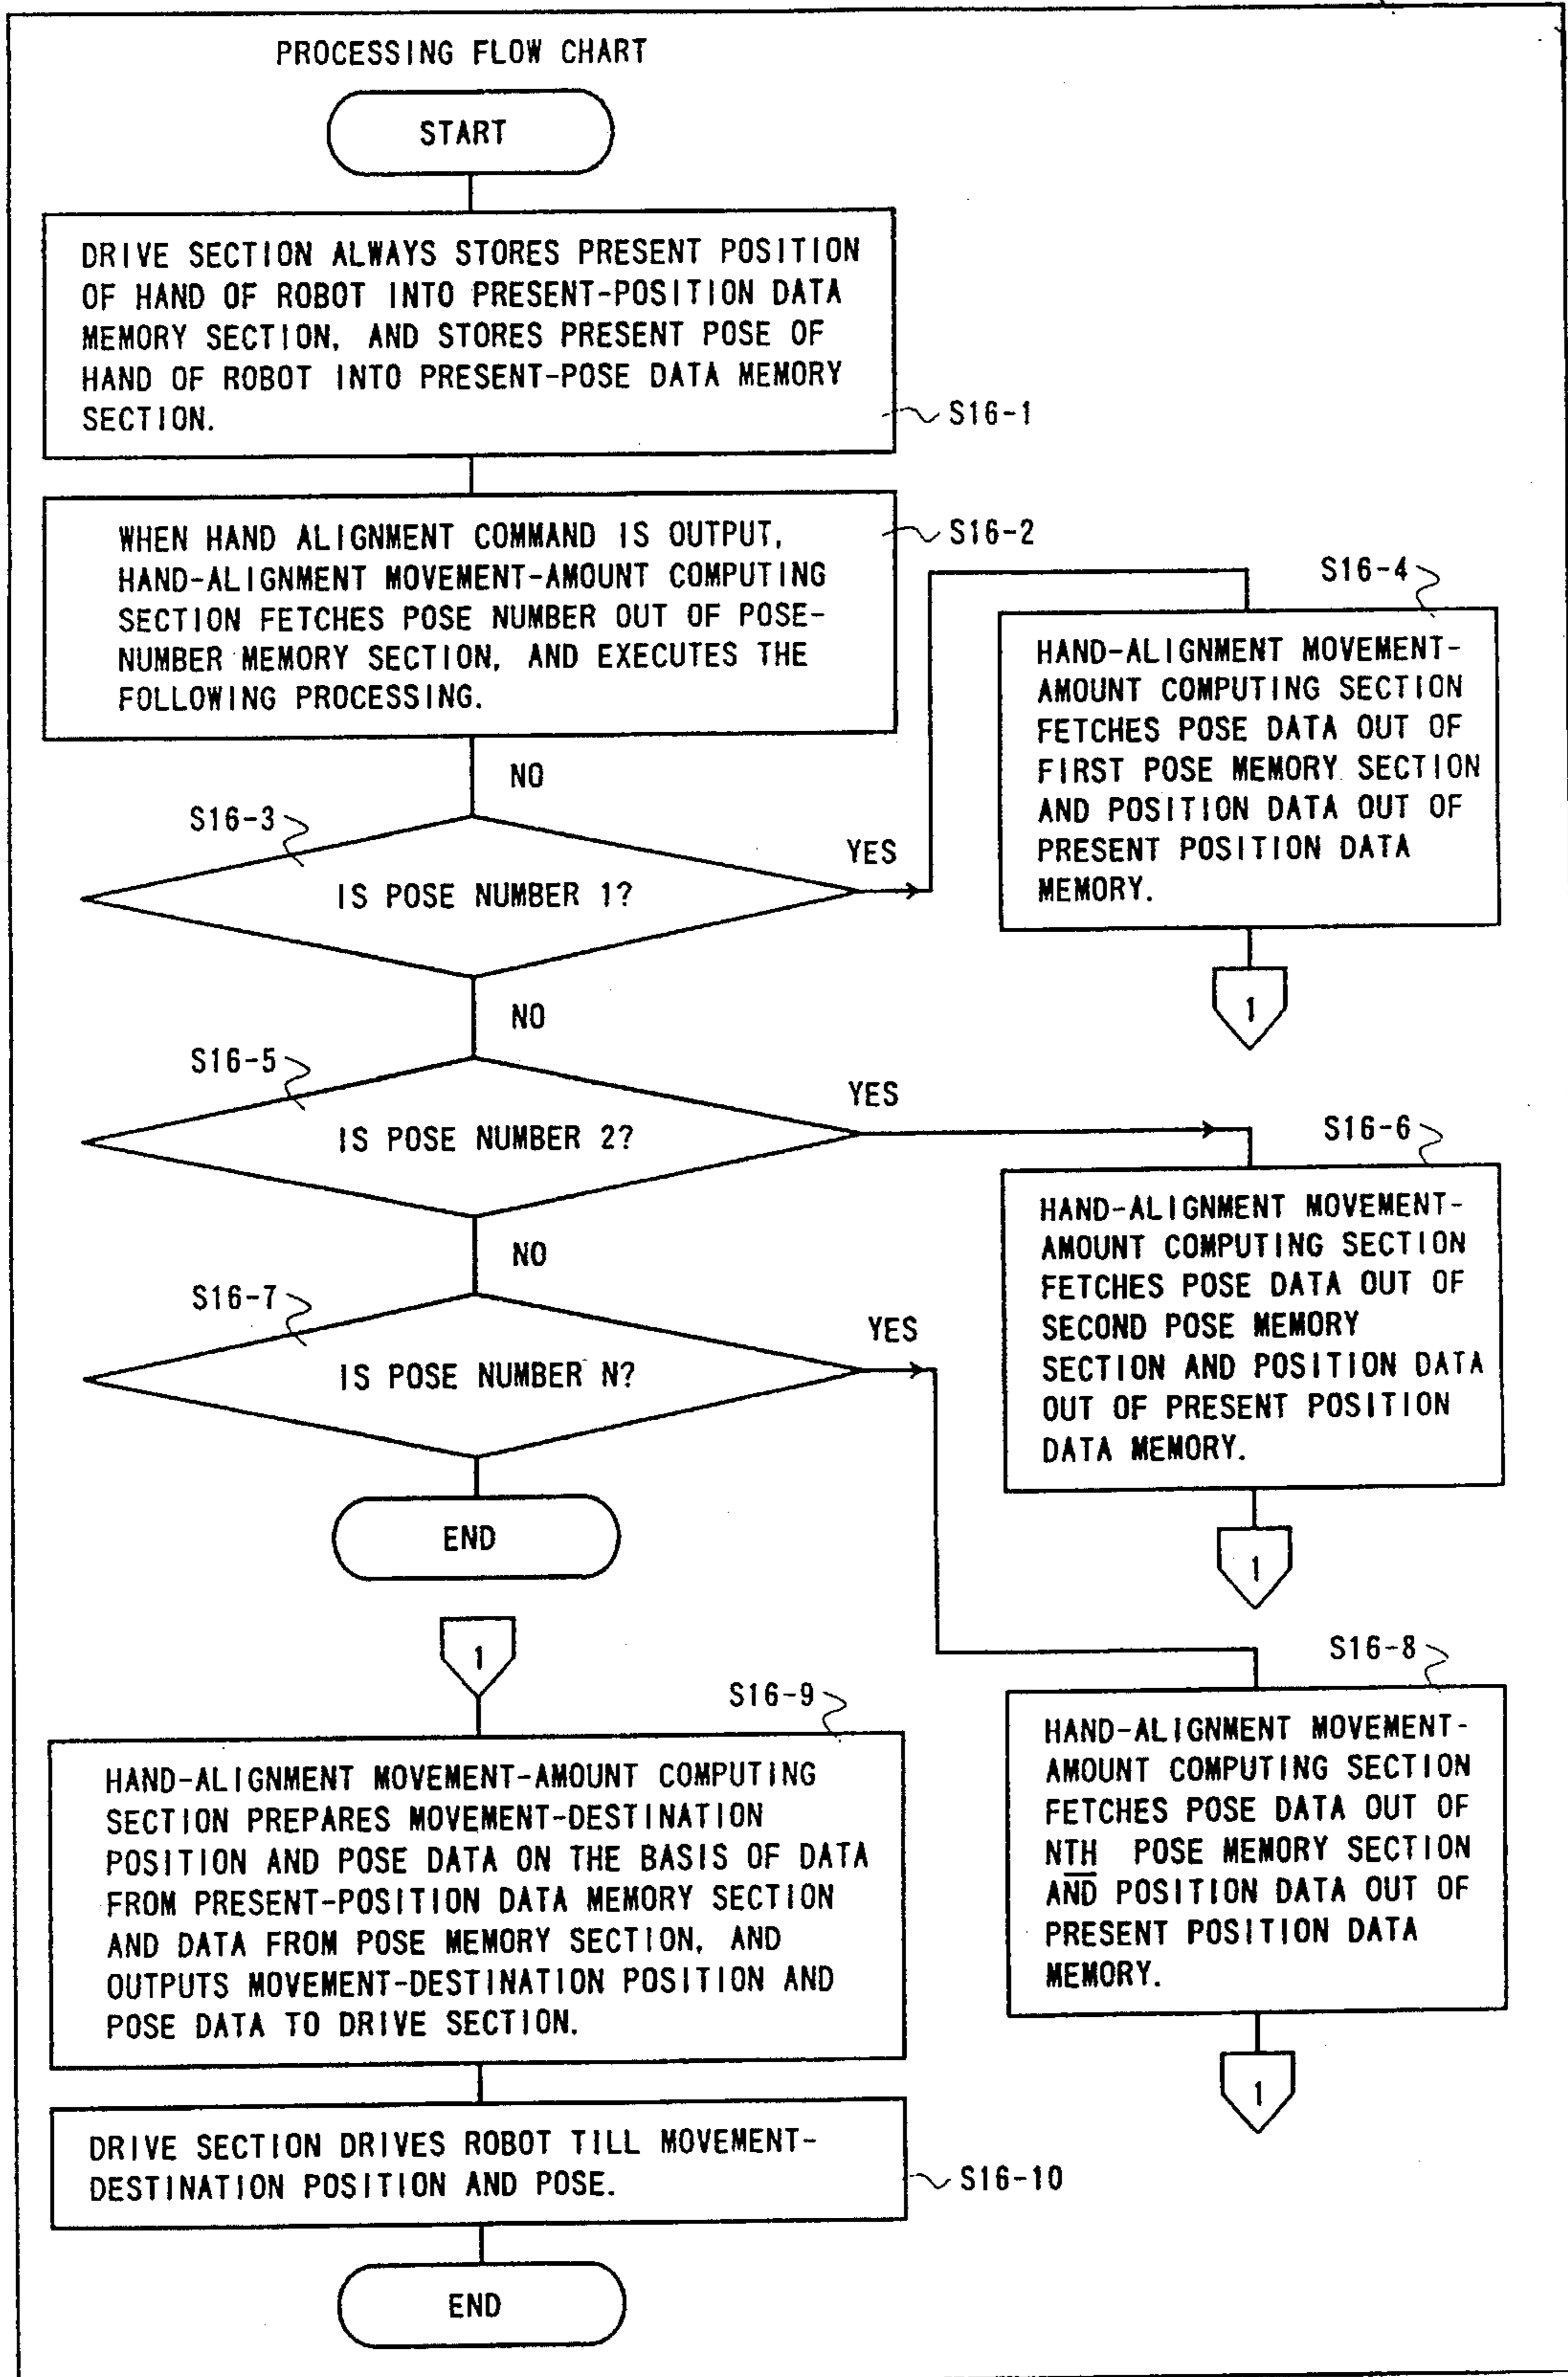 PROCESSING FLOW CHART
START
DRIVE SECTION ALWAYS STORES PRESENT POSITION
OF HAND OF ROBOT INTO PRESENT-POSITION DATA
MEMORY SECTION, AND STORES PRESENT POSE OF
HAND OF ROBOT INTO PRESENT-POSE DATA MEMORY
SECTION.
S16-1
WHEN HAND ALIGNMENT COMMAND IS OUTPUT,
HAND-ALIGNMENT MOVEMENT-AMOUNT COMPUTING
SECTION FETCHES POSE NUMBER OUT OF POSE-
NUMBER MEMORY SECTION, AND EXECUTES THE
FOLLOWING PROCESSING.
S16-2
NO
S16-3
IS POSE NUMBER 1?
YES
S16-4
HAND-ALIGNMENT MOVEMENT-
AMOUNT COMPUTING SECTION
FETCHES POSE DATA OUT OF
FIRST POSE MEMORY SECTION
AND POSITION DATA OUT OF
PRESENT POSITION DATA
MEMORY.
1
NO
S16-5
IS POSE NUMBER 2?
YES
S16-6
HAND-ALIGNMENT MOVEMENT-
AMOUNT COMPUTING SECTION
FETCHES POSE DATA OUT OF
SECOND POSE MEMORY
SECTION AND POSITION DATA
OUT OF PRESENT POSITION
DATA MEMORY.
1
NO
S16-7
IS POSE NUMBER N?
YES
END
S16-8
HAND-ALIGNMENT MOVEMENT-
AMOUNT COMPUTING SECTION
FETCHES POSE DATA OUT OF
NTH POSE MEMORY SECTION
AND POSITION DATA OUT OF
PRESENT POSITION DATA
MEMORY.
1
1
S16-9
HAND-ALIGNMENT MOVEMENT-AMOUNT COMPUTING
SECTION PREPARES MOVEMENT-DESTINATION
POSITION AND POSE DATA ON THE BASIS OF DATA
FROM PRESENT-POSITION DATA MEMORY SECTION
AND DATA FROM POSE MEMORY SECTION, AND
OUTPUTS MOVEMENT-DESTINATION POSITION AND
POSE DATA TO DRIVE SECTION.
DRIVE SECTION DRIVES ROBOT TILL MOVEMENT-
DESTINATION POSITION AND POSE.
S16-10
END